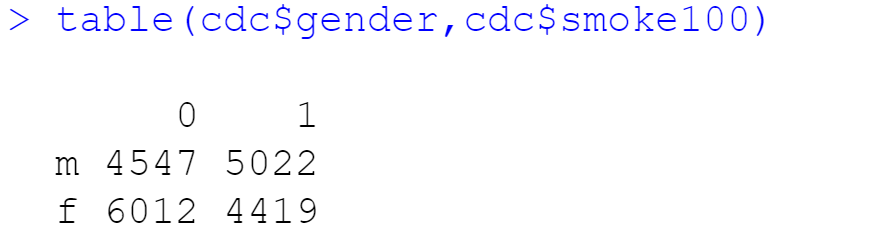 > table(cdc$gender,cdc$smoke100)
0 1
m 4547 5022
f 6012 4419